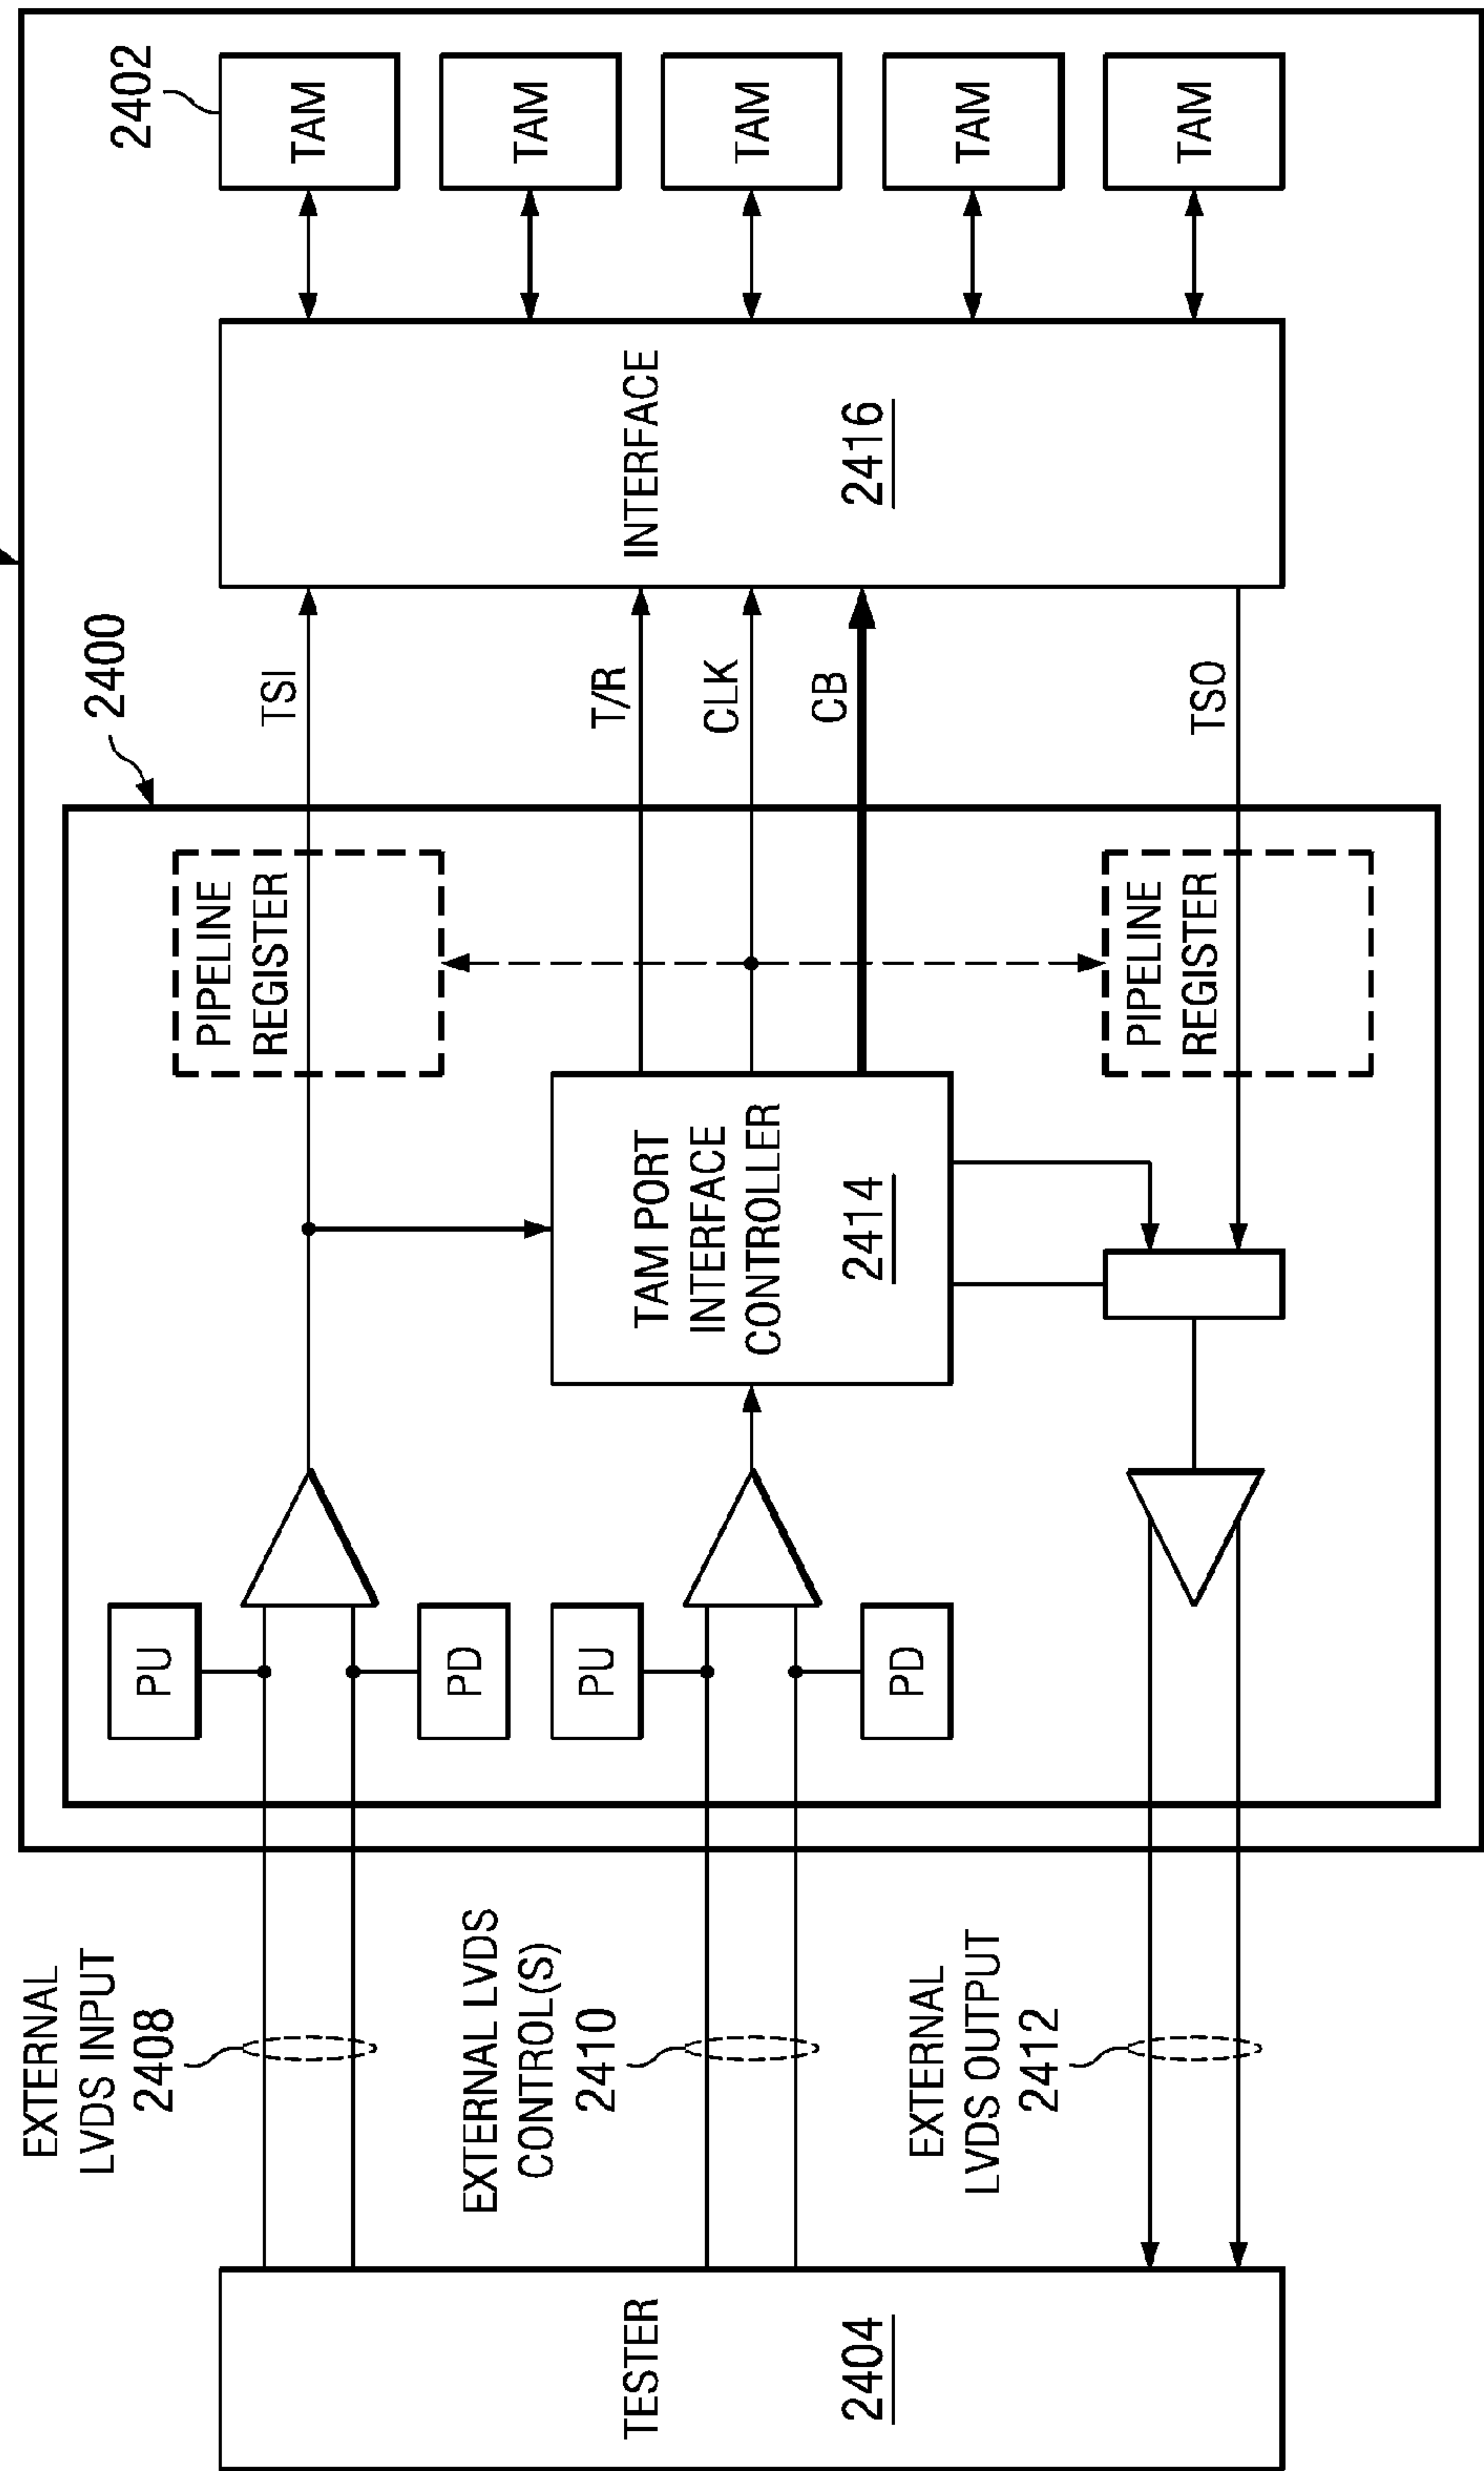 EXTERNAL
LVDS INPUT
2408
EXTERNAL LVDS
CONTROL(S)
2410
EXTERNAL
LVDS OUTPUT
2412
TESTER
2404
PU
PD
PU
PD
2400
PIPELINE
REGISTER
TAM PORT
INTERFACE
CONTROLLER
2414
PIPELINE
REGISTER
TSI
T/R
CLK
CB
TSO
INTERFACE
2416
2402
TAM
TAM
TAM
TAM
TAM